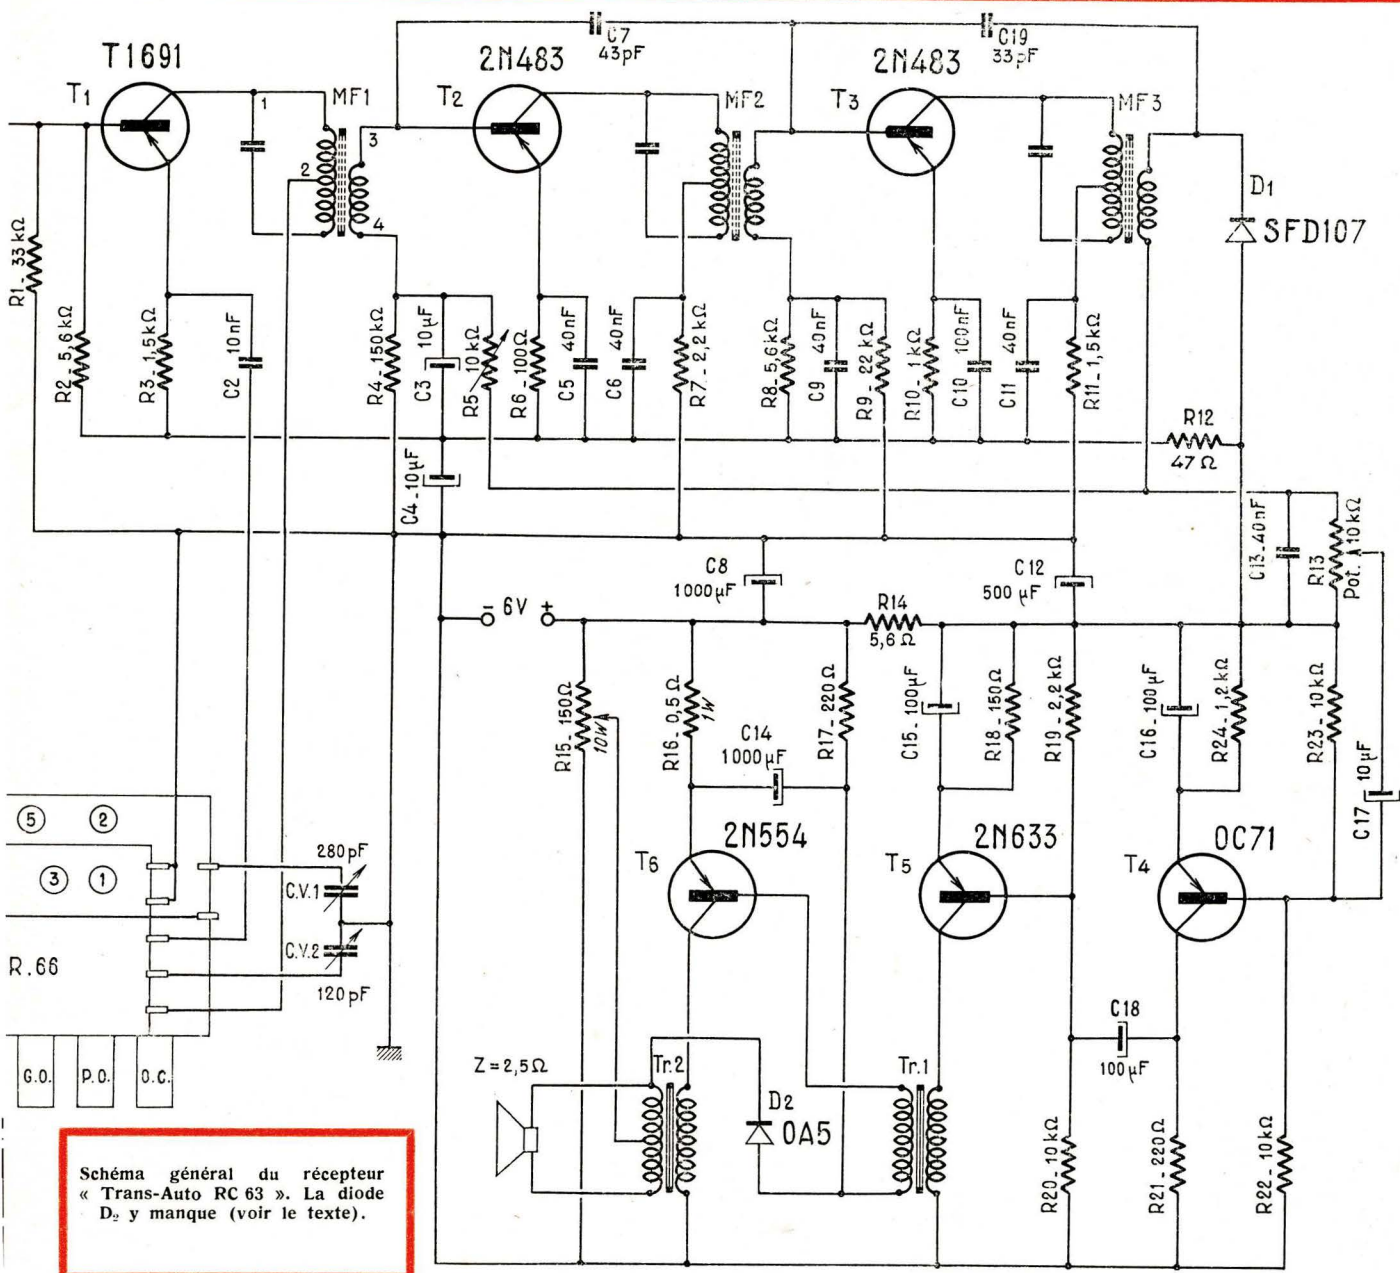 C7
43pF
C19
33pF
T1691
2N483
2N483
T1
1
MF1
T2
MF2
T3
MF3
3
2
4
D1
SFD107
R1_33kΩ
R2_5,6kΩ
R3_1,5kΩ
C2
10nF
R4_150kΩ
C3
10µF
R5
10kΩ
R6_100Ω
C5
40nF
C6
40nF
R7_2,2kΩ
R8_5,6kΩ
C9
40nF
R9_22kΩ
R10_1kΩ
C10
100nF
C11
40nF
R11_1,5kΩ
R12
47Ω
C4_10µF
C13_40nF
R13
Pot. A 10kΩ
C8
1000µF
C12
500µF
- 6V +
R14
5,6Ω
R15_150Ω
10W
R16_0,5Ω
1W
C14
1000µF
R17_220Ω
C15_100µF
R18_150Ω
R19_2,2kΩ
C16_100µF
R24_1,2kΩ
R23_10kΩ
C17
10µF
5
2
3
1
280pF
C.V.1
C.V.2
120pF
R.66
G.O.
P.O.
O.C.
2N554
T6
2N633
T5
OC71
T4
C18
100µF
Z=2,5Ω
Tr.2
D2
OA5
Tr.1
R20_10kΩ
R21_220Ω
R22_10kΩ
Schéma général du récepteur
« Trans-Auto RC 63 ». La diode
D₂ y manque (voir le texte).